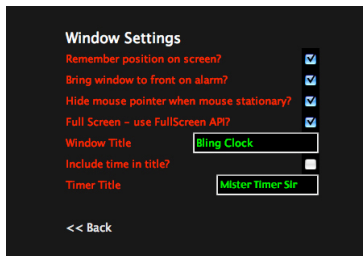 Window Settings
Remember position on screen?
Bring window to front on alarm?
Hide mouse pointer when mouse stationary?
Full Screen – use FullScreen API?
Window Title Bling Clock
Include time in title?
Timer Title Mister Timer Sir
<< Back